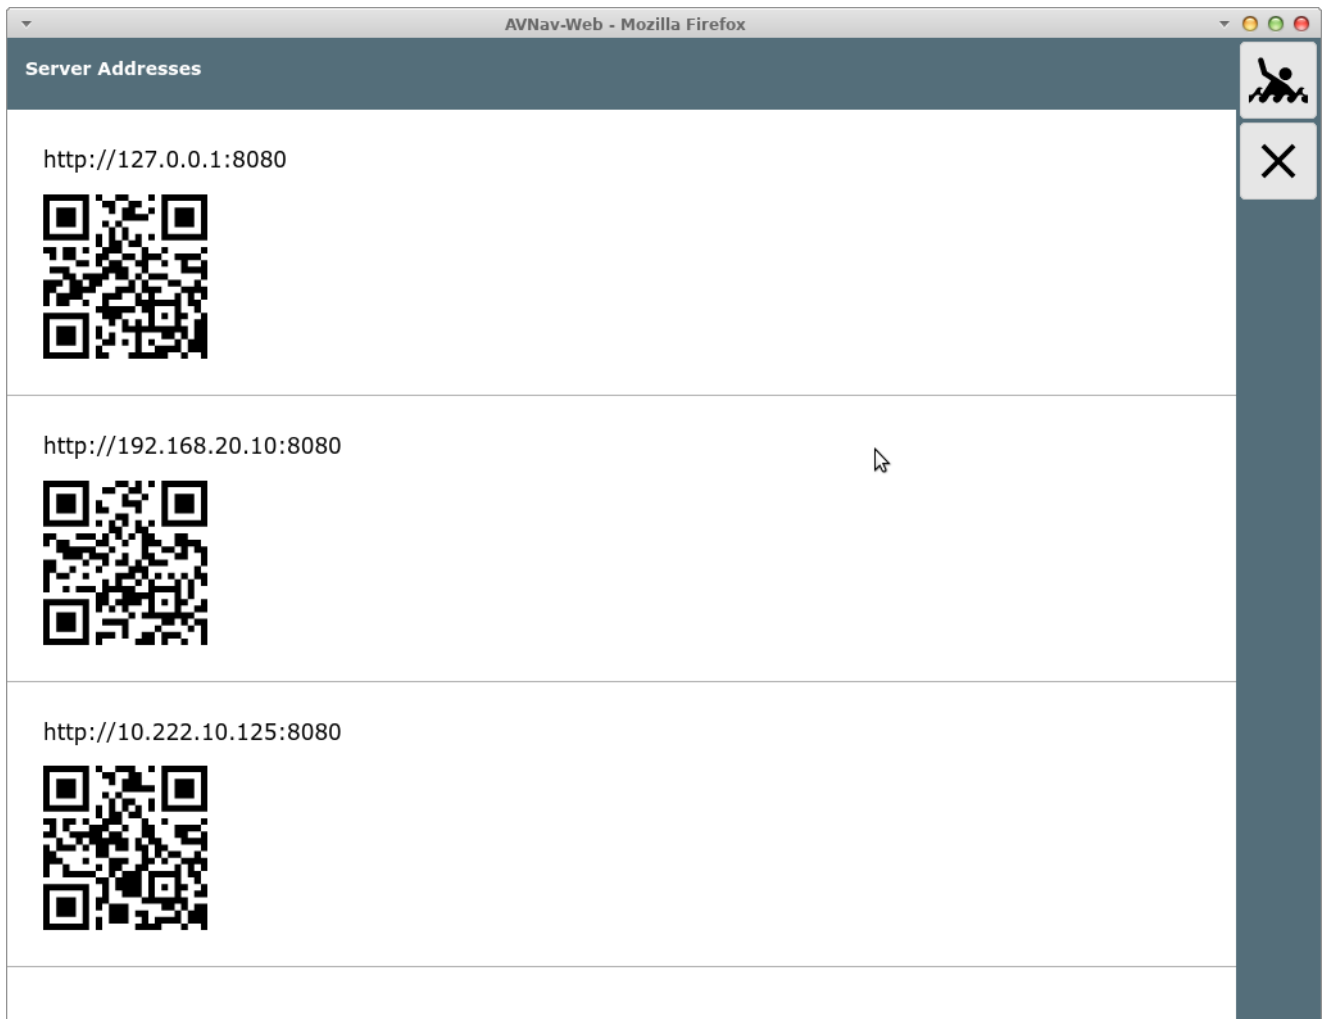 AVNav-Web - Mozilla Firefox
Server Addresses
http://127.0.0.1:8080
http://192.168.20.10:8080
http://10.222.10.125:8080